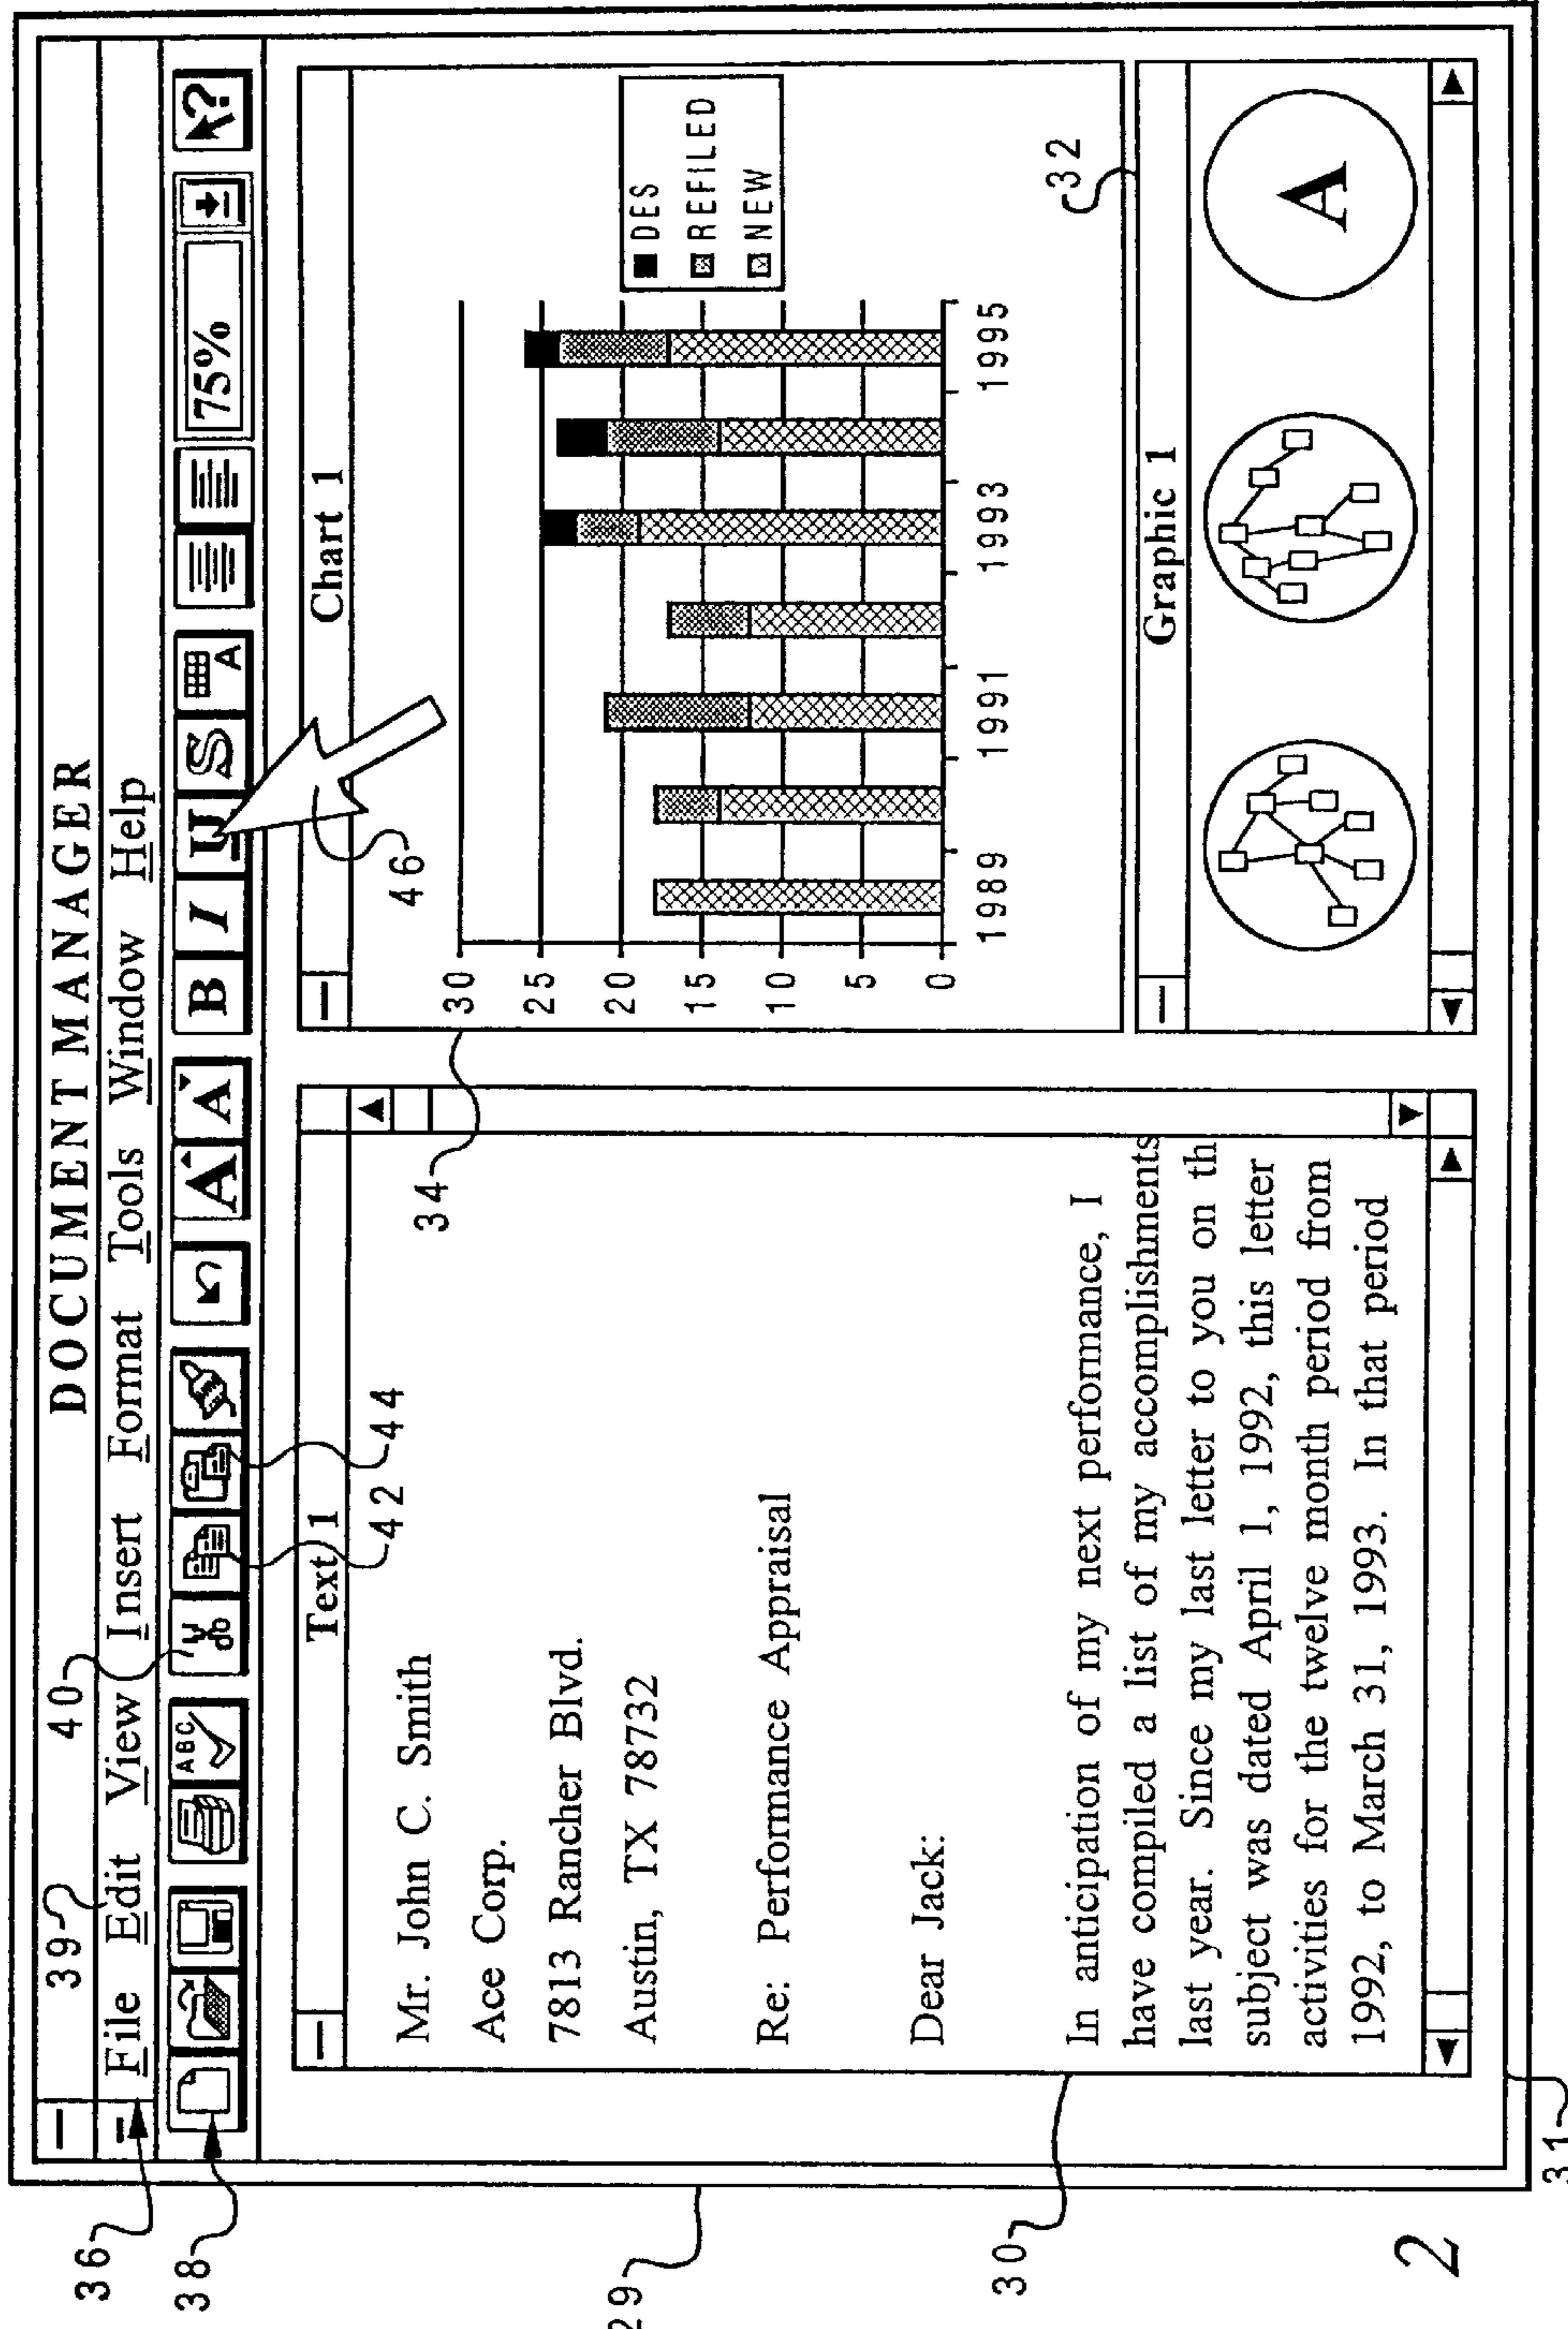 DOCUMENT MANAGER
39
40
File Edit View Insert Format Tools Window Help
36
38
ABC
A A
B I U S
A
75%
?
Text 1
42
44
Mr. John C. Smith
Ace Corp.
7813 Rancher Blvd.
Austin, TX 78732
Re: Performance Appraisal
Dear Jack:
In anticipation of my next performance, I
have compiled a list of my accomplishments
last year. Since my last letter to you on th
subject was dated April 1, 1992, this letter
activities for the twelve month period from
1992, to March 31, 1993. In that period
Chart 1
46
34
30
25
20
15
10
5
0
1989 1991 1993 1995
DES
REFILED
NEW
32
Graphic 1
A
29
30
31
2